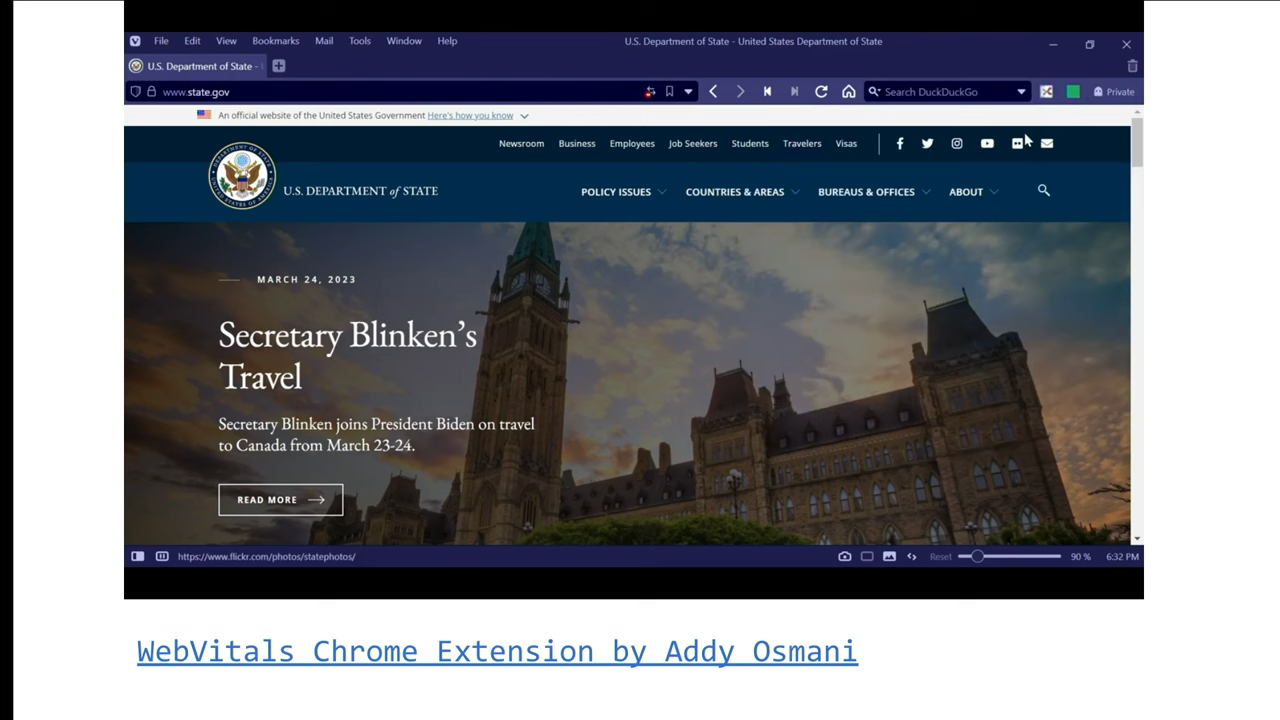 File Edit View Bookmarks Mail Tools Window Help
U.S. Department of State - United States Department of State
U.S. Department of State -
www.state.gov
Search DuckDuckGo
Private
An official website of the United States Government Here's how you know
Newsroom Business Employees Job Seekers Students Travelers Visas
U.S. DEPARTMENT of STATE
POLICY ISSUES COUNTRIES & AREAS BUREAUS & OFFICES ABOUT
MARCH 24, 2023
Secretary Blinken’s
Travel
Secretary Blinken joins President Biden on travel
to Canada from March 23-24.
READ MORE
https://www.flickr.com/photos/statephotos/
Reset 90 % 6:32 PM
WebVitals Chrome Extension by Addy Osmani